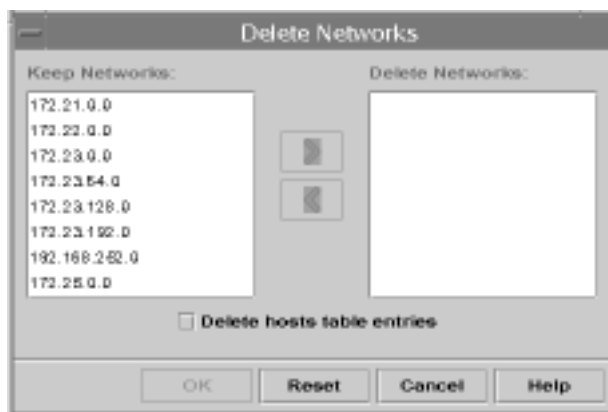 Delete Networks
Keep Networks:
Delete Networks:
172.21.0.0
172.22.0.0
172.23.0.0
172.23.64.0
172.23.128.0
172.23.192.0
192.168.252.0
172.25.0.0
Delete hosts table entries
OK
Reset
Cancel
Help